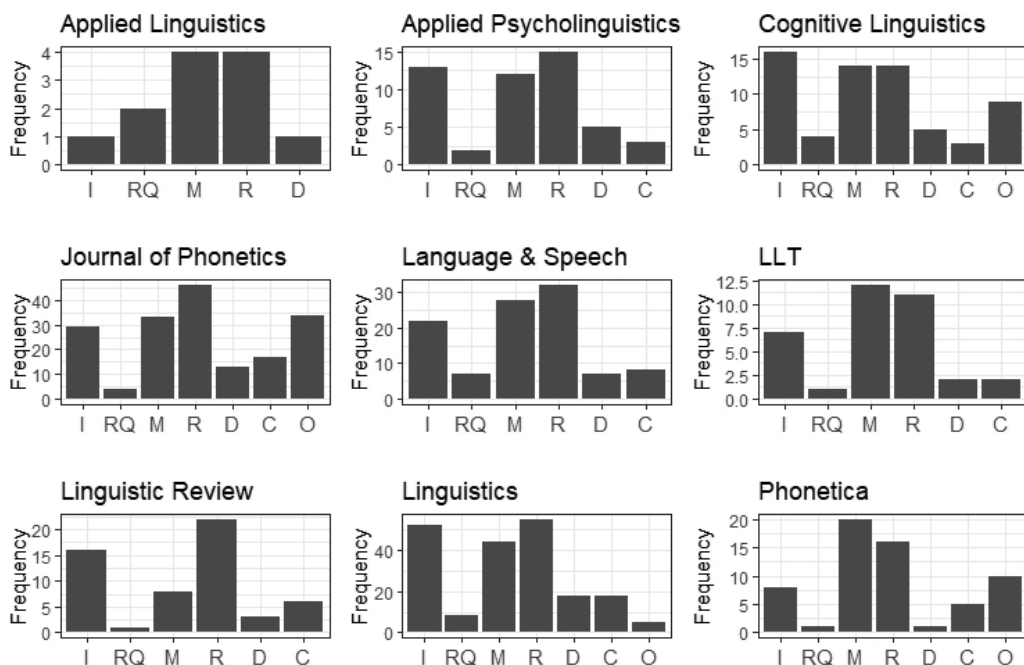 Applied Linguistics
Frequency
4
3
2
1
0
I RQ M R D
Applied Psycholinguistics
Frequency
15
10
5
0
I RQ M R D C
Cognitive Linguistics
Frequency
15
10
5
0
I RQ M R D C O
Journal of Phonetics
Frequency
40
30
20
10
0
I RQ M R D C O
Language & Speech
Frequency
30
20
10
0
I RQ M R D C
LLT
Frequency
12.5
10.0
7.5
5.0
2.5
0.0
I RQ M R D C
Linguistic Review
Frequency
20
15
10
5
0
I RQ M R D C
Linguistics
Frequency
40
20
0
I RQ M R D C O
Phonetica
Frequency
20
15
10
5
0
I RQ M R D C O